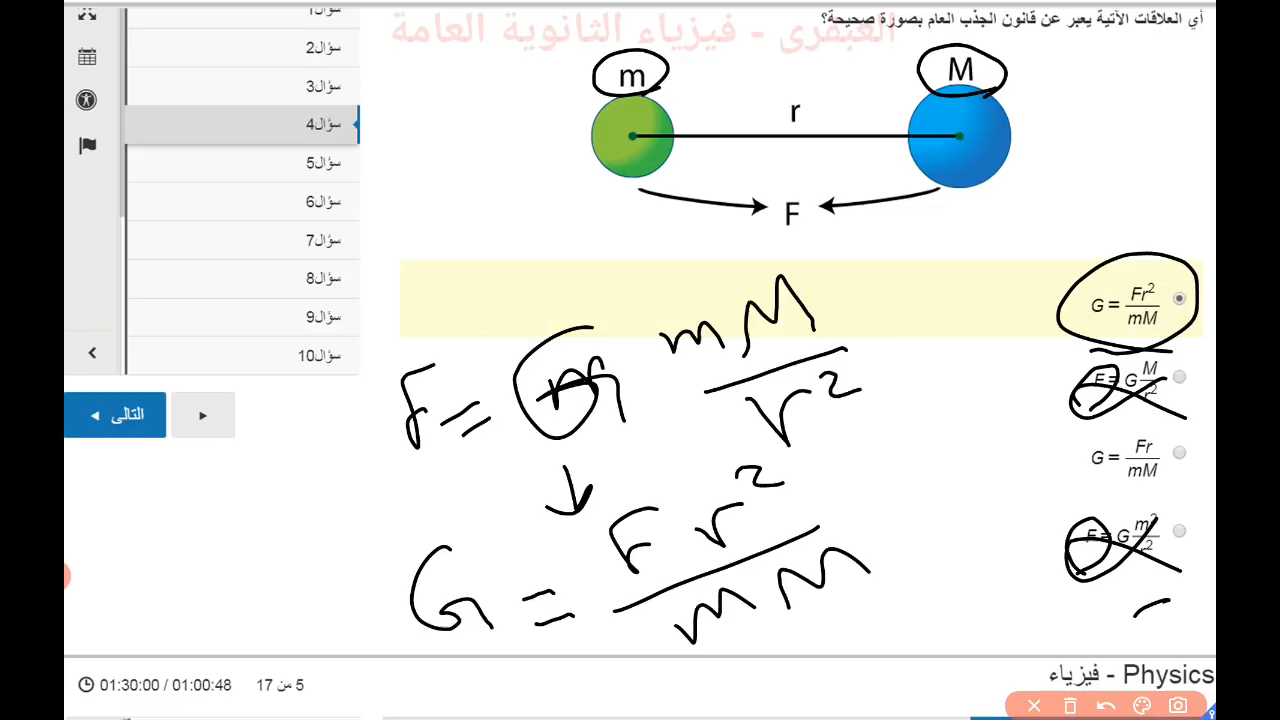 أي العلاقات الآتية يعبر عن قانون الجذب العام بصورة صحيحة؟
العبقرى - فيزياء الثانوية العامة
m
M
r
F
G = Fr²/mM
F = G M/r²
G = Fr/mM
F = G m²/r²
F = G mM/r²
G = F r²/mM
سؤال1
سؤال2
سؤال3
سؤال4
سؤال5
سؤال6
سؤال7
سؤال8
سؤال9
سؤال10
التالى
Physics - فيزياء
5 من 17
01:30:00 / 01:00:48